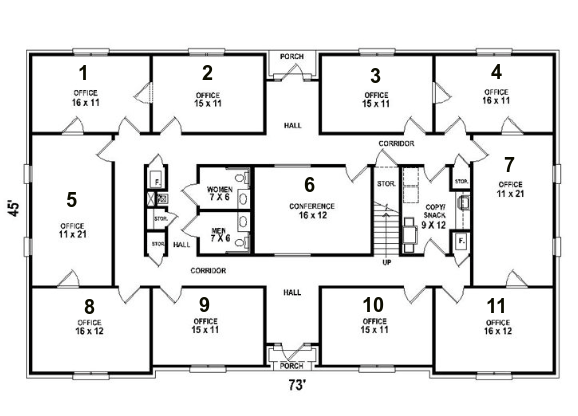 PORCH
1
OFFICE
16 x 11
2
OFFICE
15 x 11
3
OFFICE
15 x 11
4
OFFICE
16 x 11
HALL
CORRIDOR
5
OFFICE
11 x 21
F.
STOR.
STOR.
HALL
WOMEN
7 X 6
MEN
7 X 6
6
CONFERENCE
16 x 12
STOR.
UP
COPY/
SNACK
9 X 12
STOR.
F.
7
OFFICE
11 x 21
45'
CORRIDOR
HALL
8
OFFICE
16 x 12
9
OFFICE
15 x 11
10
OFFICE
15 x 11
11
OFFICE
16 x 12
PORCH
73'